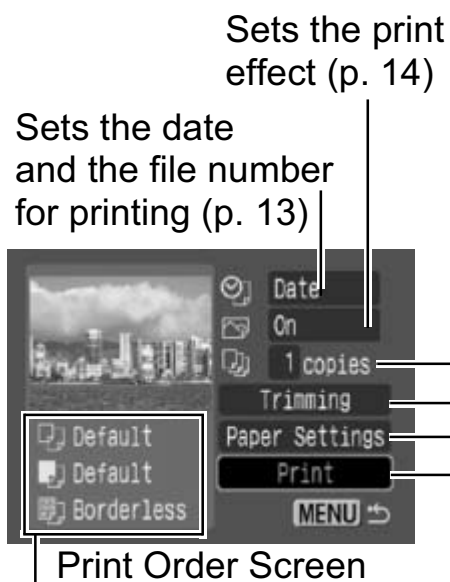 Sets the print
effect (p. 14)
Sets the date
and the file number
for printing (p. 13)
Date
On
1 copies
Trimming
Default
Paper Settings
Default
Print
Borderless
MENU
Print Order Screen